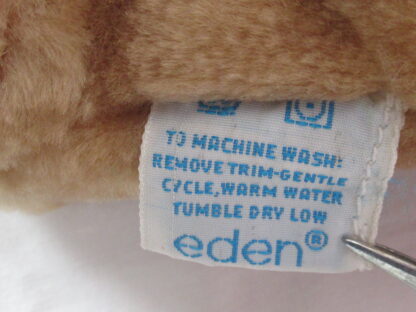 TO MACHINE WASH:
REMOVE TRIM-GENTLE
CYCLE, WARM WATER
TUMBLE DRY LOW
eden®